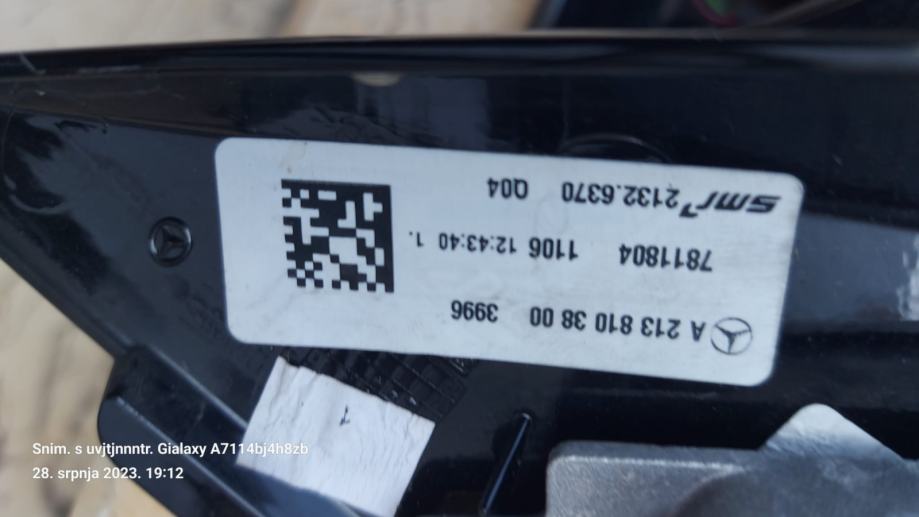 A 213 810 38 00 3996
7811804 1106 12:43:40 1.
smr 2132.6370 Q04
Snim. s uvjtjnnntr. Gialaxy A7114bj4h8zb
28. srpnja 2023. 19:12